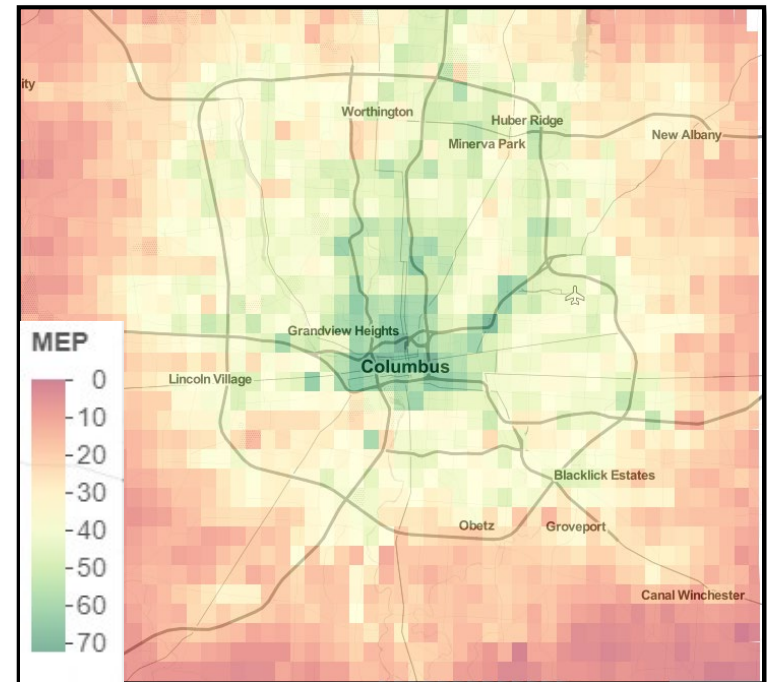 ity
Worthington
Huber Ridge
Minerva Park
New Albany
MEP
0
10
20
30
40
50
60
70
Grandview Heights
Columbus
Lincoln Village
Blacklick Estates
Obetz
Groveport
Canal Winchester